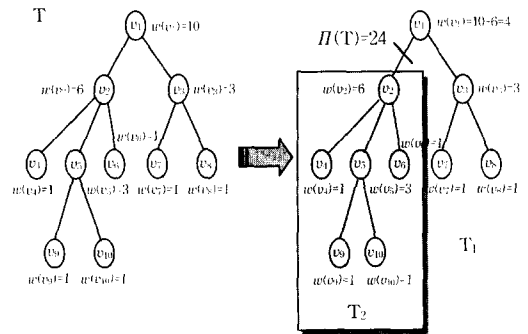 T
v₁ w(v₁)=10
w(v₂)=6 v₂
v₃ w(v₃)=3
w(v₆)=1
v₄ v₅ v₆ v₇ v₈
w(v₄)=1 w(v₅)=3 w(v₇)=1 w(v₈)=1
v₉ v₁₀
w(v₉)=1 w(v₁₀)=1
Π(T)=24
v₁ w(v₁)=10-6=4
w(v₂)=6 v₂
v₃ w(v₃)=3
w(v₆)=1
v₄ v₅ v₆ v₇ v₈
w(v₄)=1 w(v₅)=3 w(v₇)=1 w(v₈)=1
v₉ v₁₀
w(v₉)=1 w(v₁₀)=1
T₁
T₂